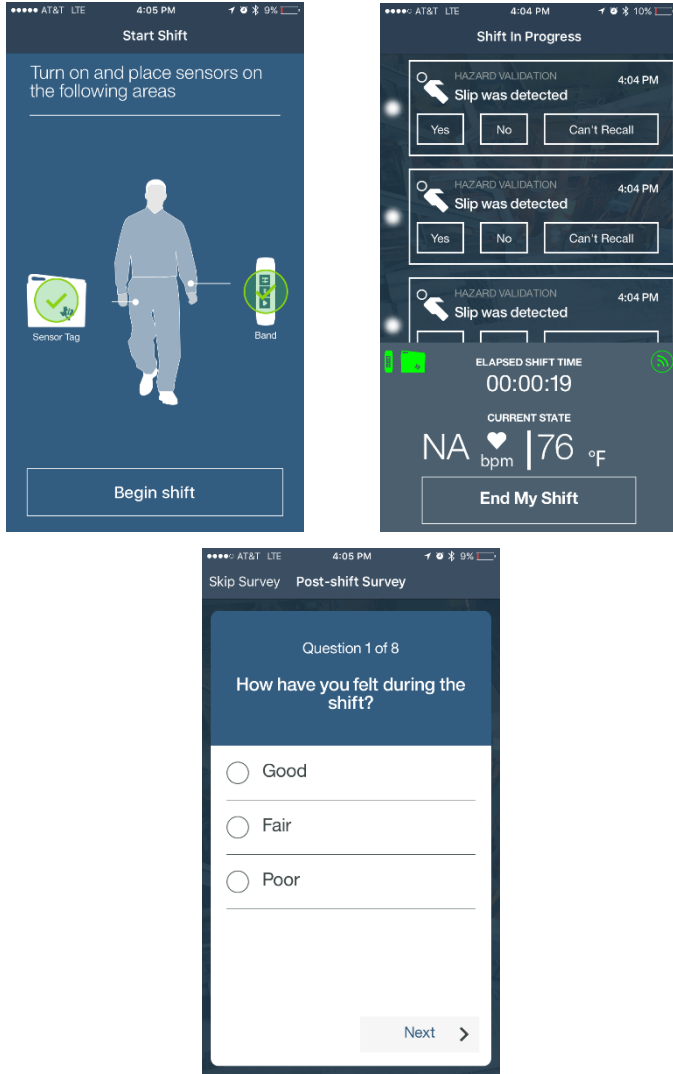 AT&T LTE 4:05 PM 9%
Start Shift
Turn on and place sensors on
the following areas
Sensor Tag
Band
Begin shift
AT&T LTE 4:04 PM 10%
Shift In Progress
HAZARD VALIDATION
4:04 PM
Slip was detected
Yes No Can't Recall
HAZARD VALIDATION
4:04 PM
Slip was detected
Yes No Can't Recall
HAZARD VALIDATION
4:04 PM
Slip was detected
ELAPSED SHIFT TIME
00:00:19
CURRENT STATE
NA bpm 76 °F
End My Shift
AT&T LTE 4:05 PM 9%
Skip Survey Post-shift Survey
Question 1 of 8
How have you felt during the
shift?
Good
Fair
Poor
Next